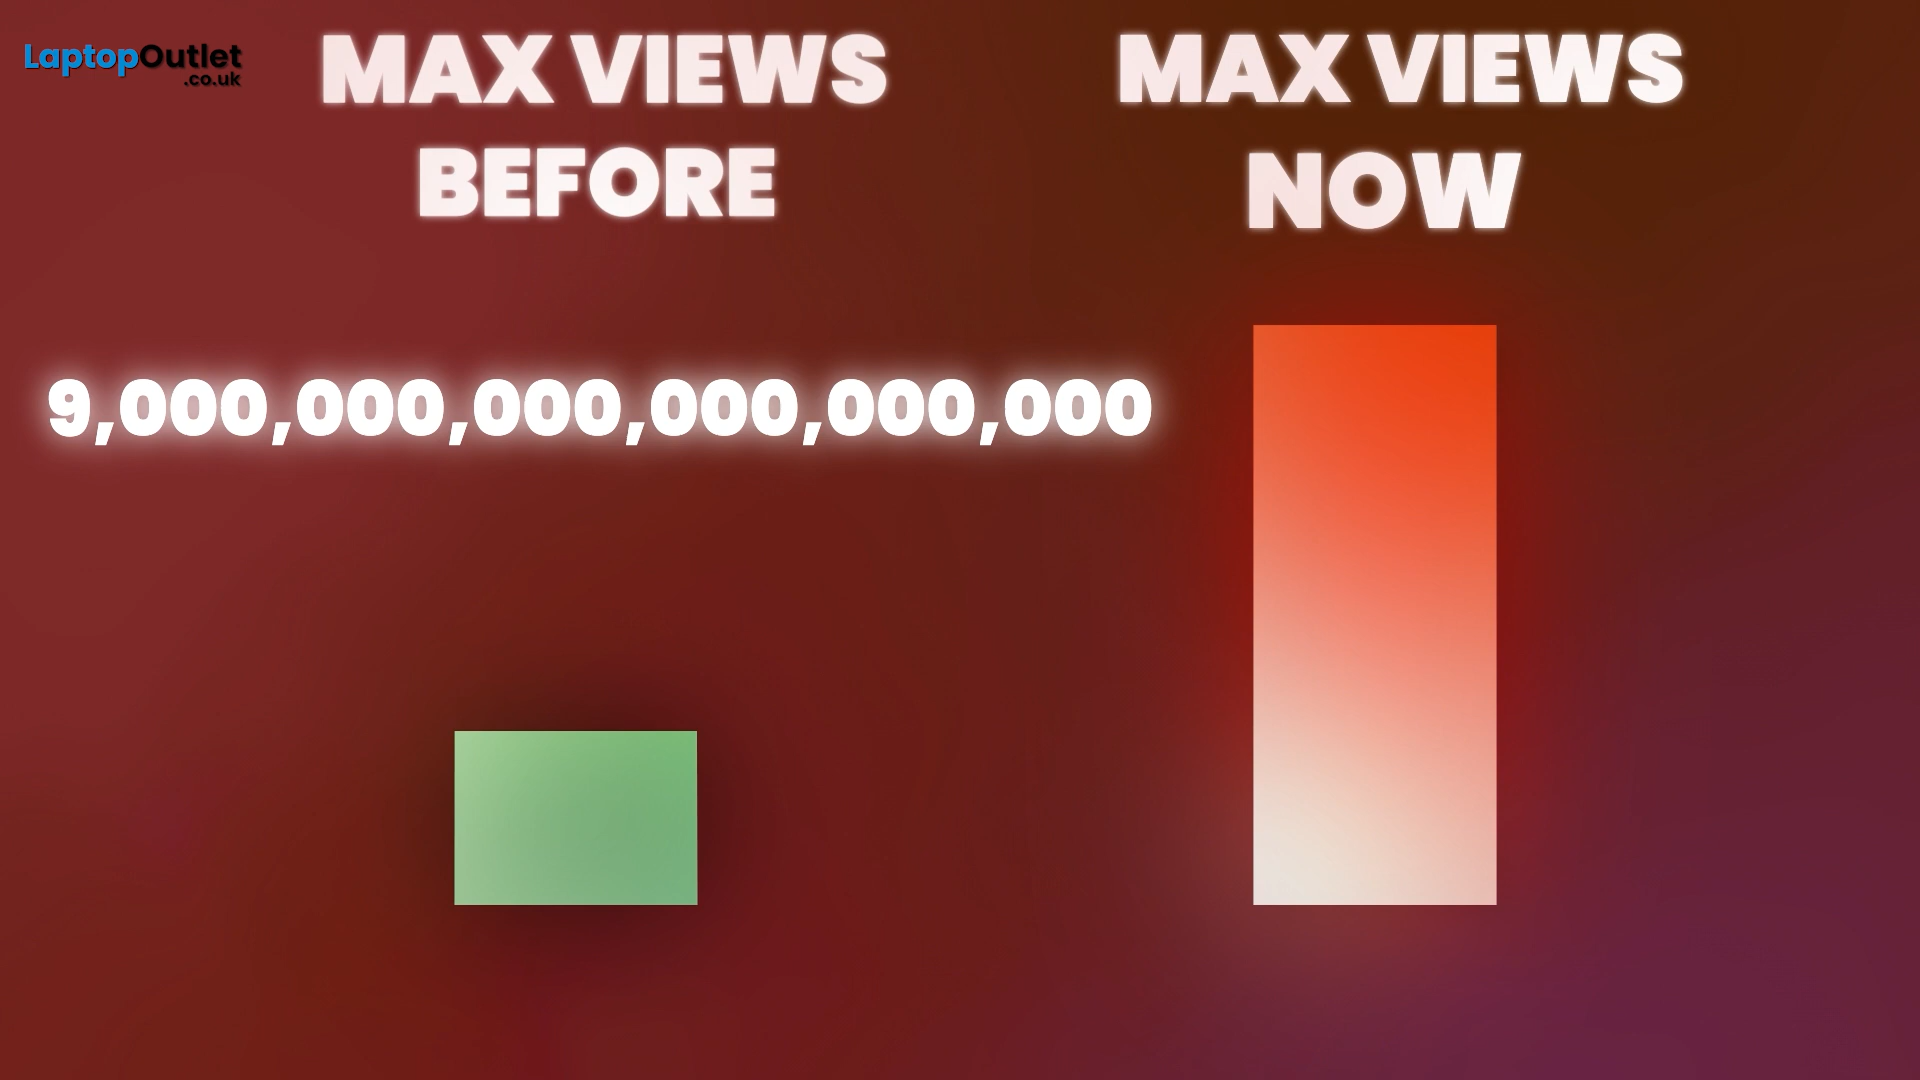 LaptopOutlet
.co.uk
MAX VIEWS
BEFORE
MAX VIEWS
NOW
9,000,000,000,000,000,000